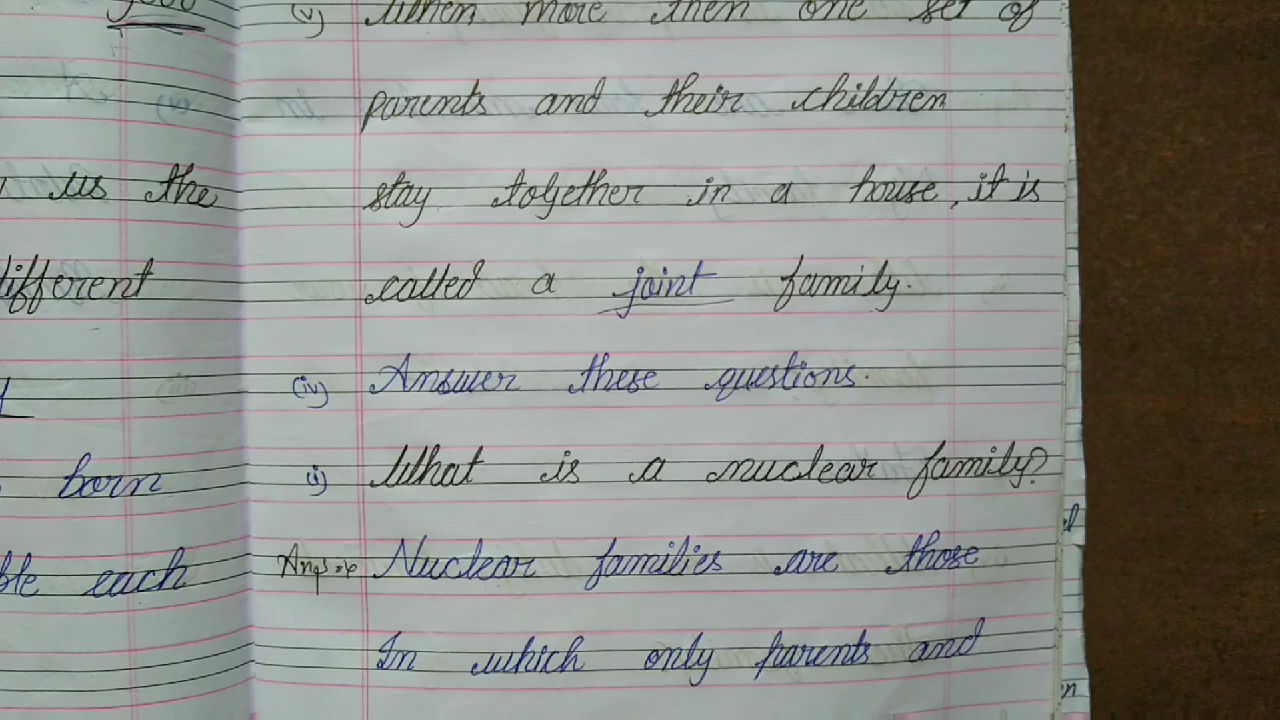 good
us the
different
born
each
(v) When more then one set of
parents and their children
stay together in a house, it is
called a joint family.
(iv) Answer these questions.
(i) What is a nuclear family?
Nuclear families are those
In which only parents and